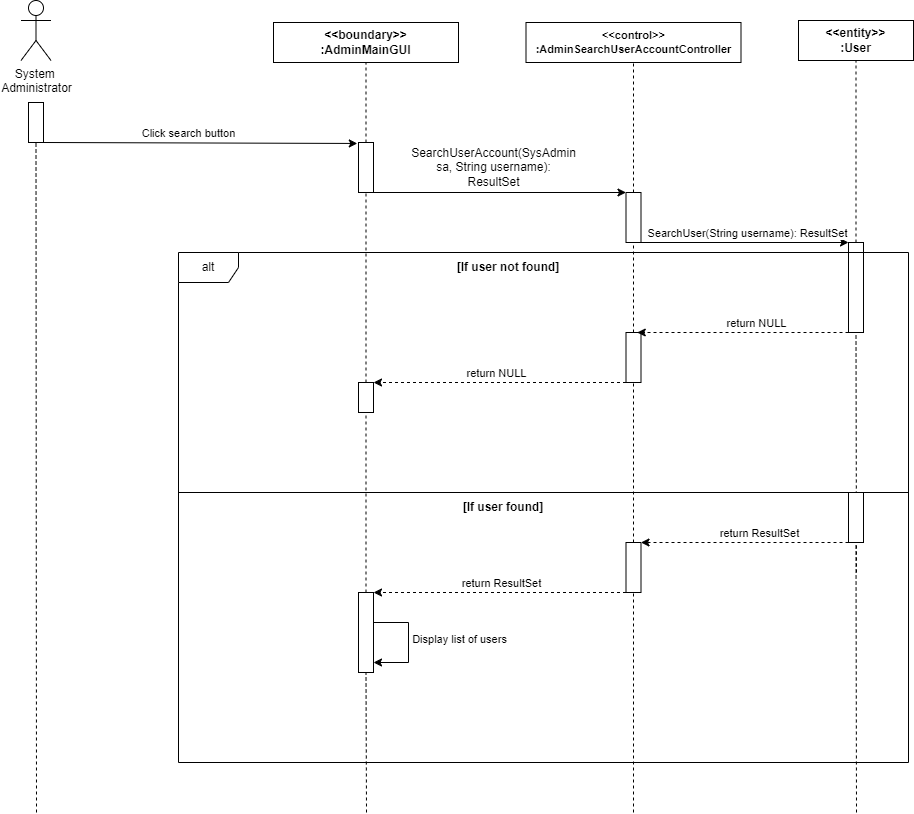 <<boundary>>
:AdminMainGUI
<<control>>
:AdminSearchUserAccountController
<<entity>>
:User
System
Administrator
Click search button
SearchUserAccount(SysAdmin
sa, String username):
ResultSet
SearchUser(String username): ResultSet
alt
[If user not found]
return NULL
return NULL
[If user found]
return ResultSet
return ResultSet
Display list of users